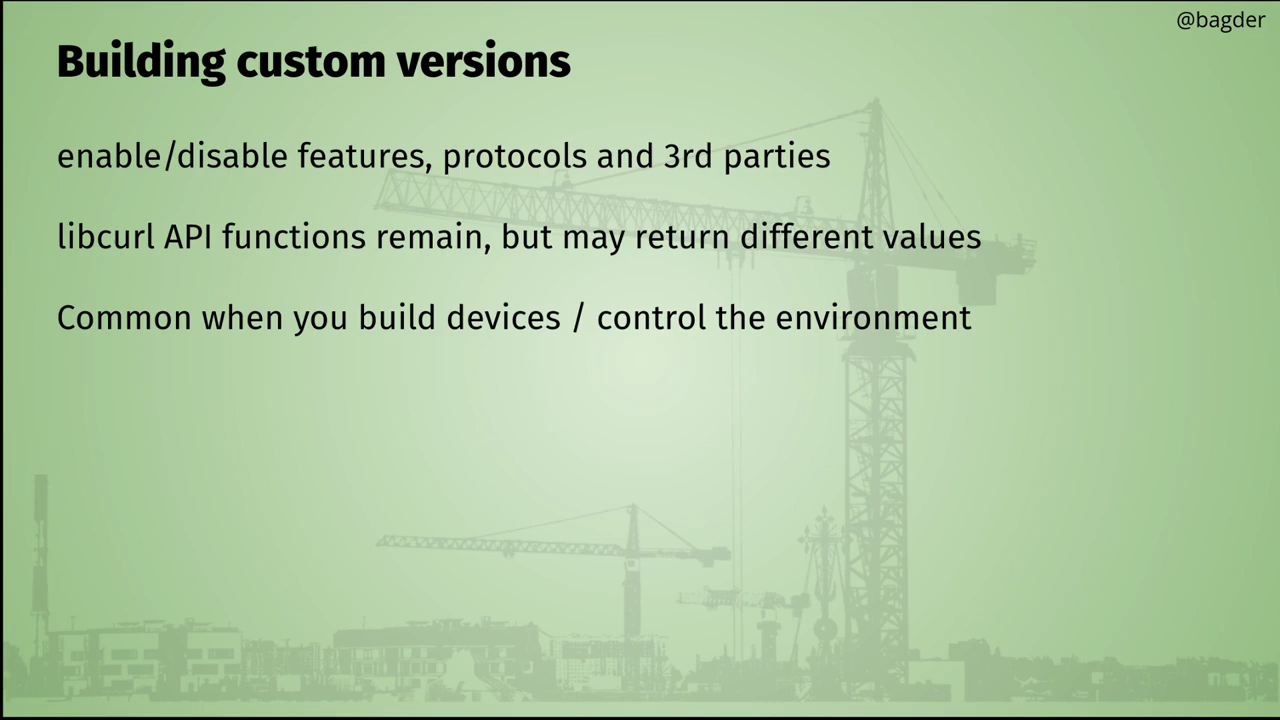 @bagder
Building custom versions
enable/disable features, protocols and 3rd parties
libcurl API functions remain, but may return different values
Common when you build devices / control the environment